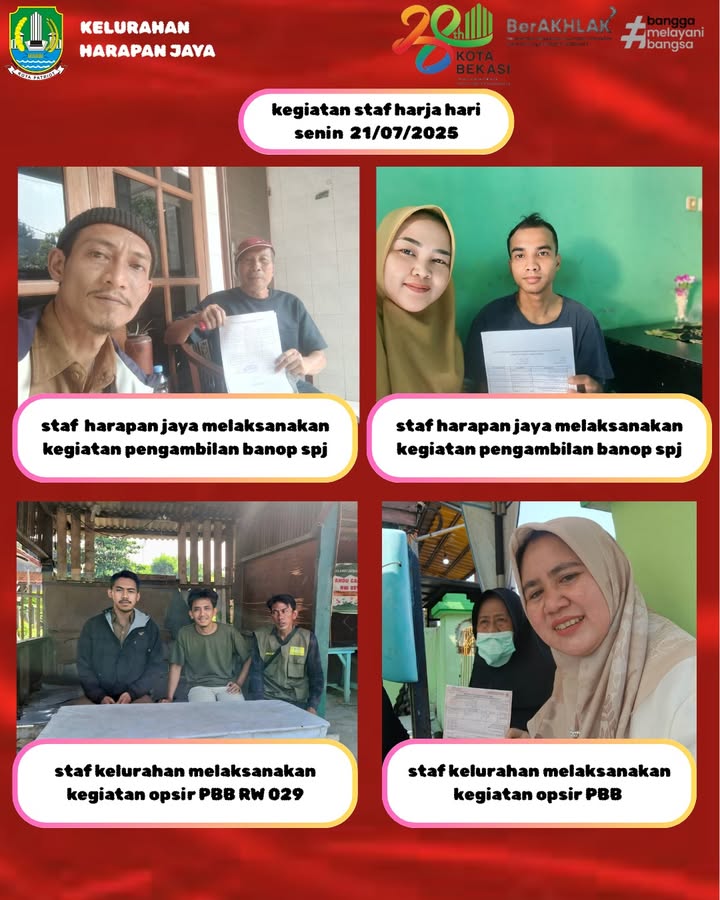 KELURAHAN
HARAPAN JAYA
KOTA PATRIOT
28th
KOTA
BEKASI
BerAKHLAK
#bangga
melayani
bangsa
kegiatan staf harja hari
senin 21/07/2025
staf harapan jaya melaksanakan
kegiatan pengambilan banop spj
staf harapan jaya melaksanakan
kegiatan pengambilan banop spj
staf kelurahan melaksanakan
kegiatan opsir PBB RW 029
staf kelurahan melaksanakan
kegiatan opsir PBB